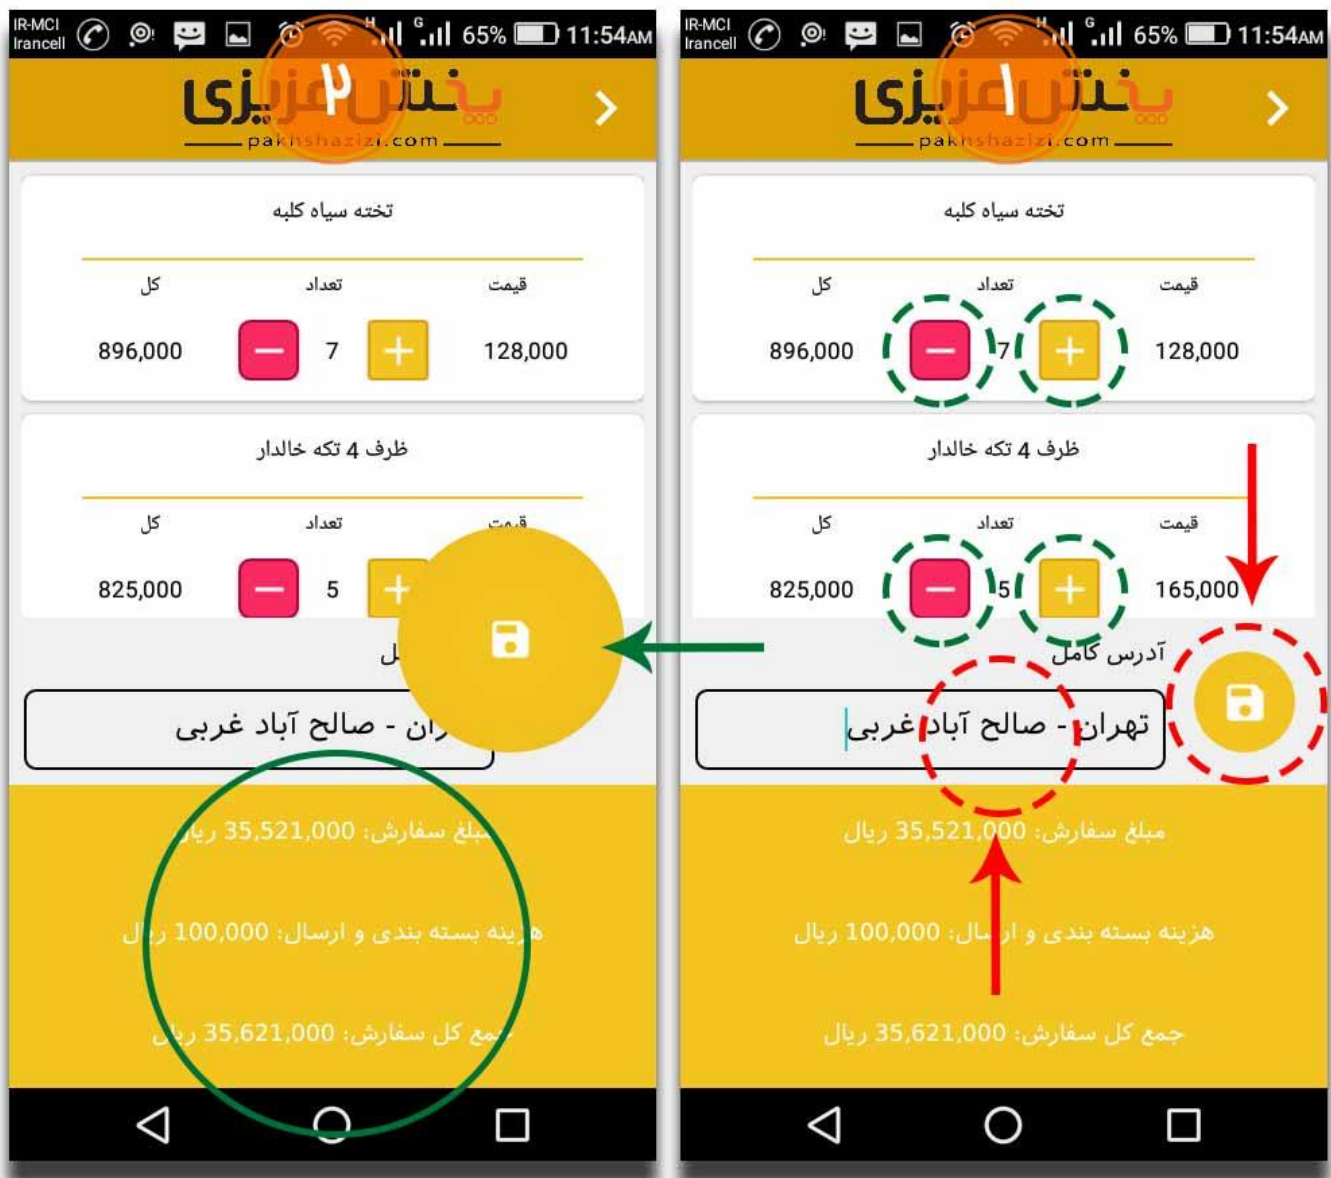 IR-MCI
Irancell
65% 11:54AM
۱
پخش عزیزی
pakhshazizi.com
تخته سیاه کلبه
قیمت تعداد کل
128,000 7 896,000
ظرف 4 تکه خالدار
قیمت تعداد کل
165,000 5 825,000
آدرس کامل
تهران - صالح آباد غربی
مبلغ سفارش: 35,521,000 ریال
هزینه بسته بندی و ارسال: 100,000 ریال
جمع کل سفارش: 35,621,000 ریال
IR-MCI
Irancell
65% 11:54AM
۲
پخش عزیزی
pakhshazizi.com
تخته سیاه کلبه
قیمت تعداد کل
128,000 7 896,000
ظرف 4 تکه خالدار
قیمت تعداد کل
5 825,000
ران - صالح آباد غربی
مبلغ سفارش: 35,521,000 ریال
هزینه بسته بندی و ارسال: 100,000 ریال
جمع کل سفارش: 35,621,000 ریال